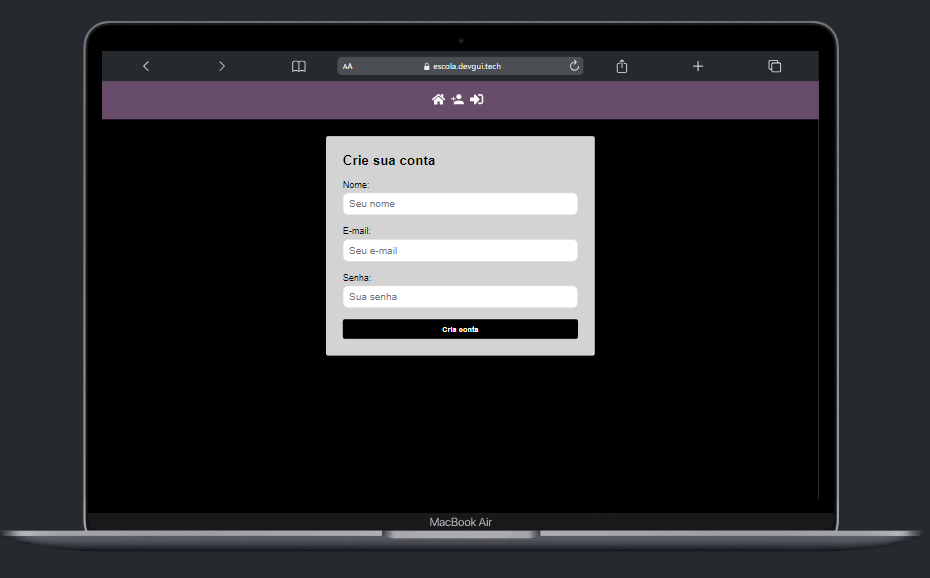 AA
escola.devgui.tech
Crie sua conta
Nome:
Seu nome
E-mail:
Seu e-mail
Senha:
Sua senha
Cria conta
MacBook Air